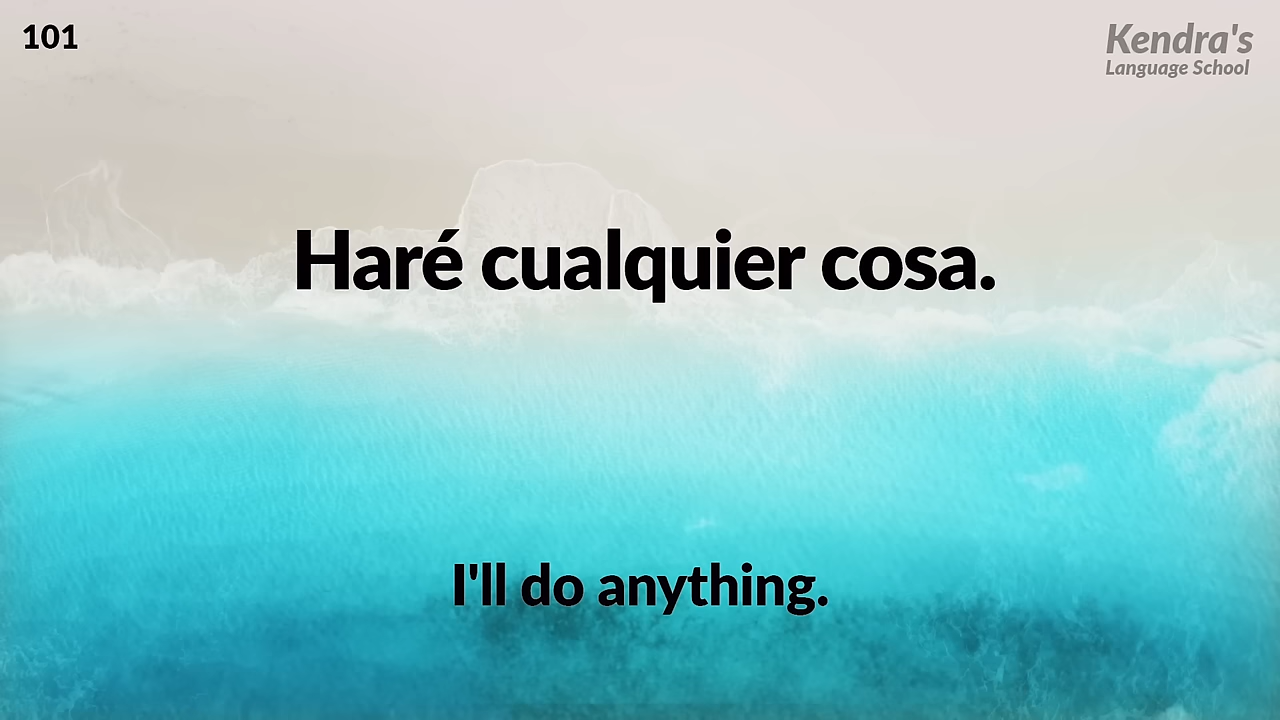 101
Kendra's
Language School
Haré cualquier cosa.
I'll do anything.